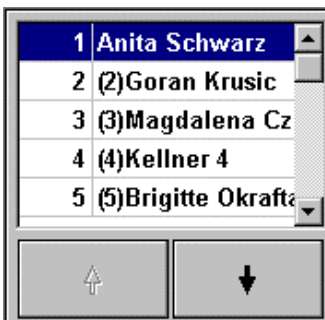 1 Anita Schwarz
2 (2)Goran Krusic
3 (3)Magdalena Cz
4 (4)Kellner 4
5 (5)Brigitte Okrafta